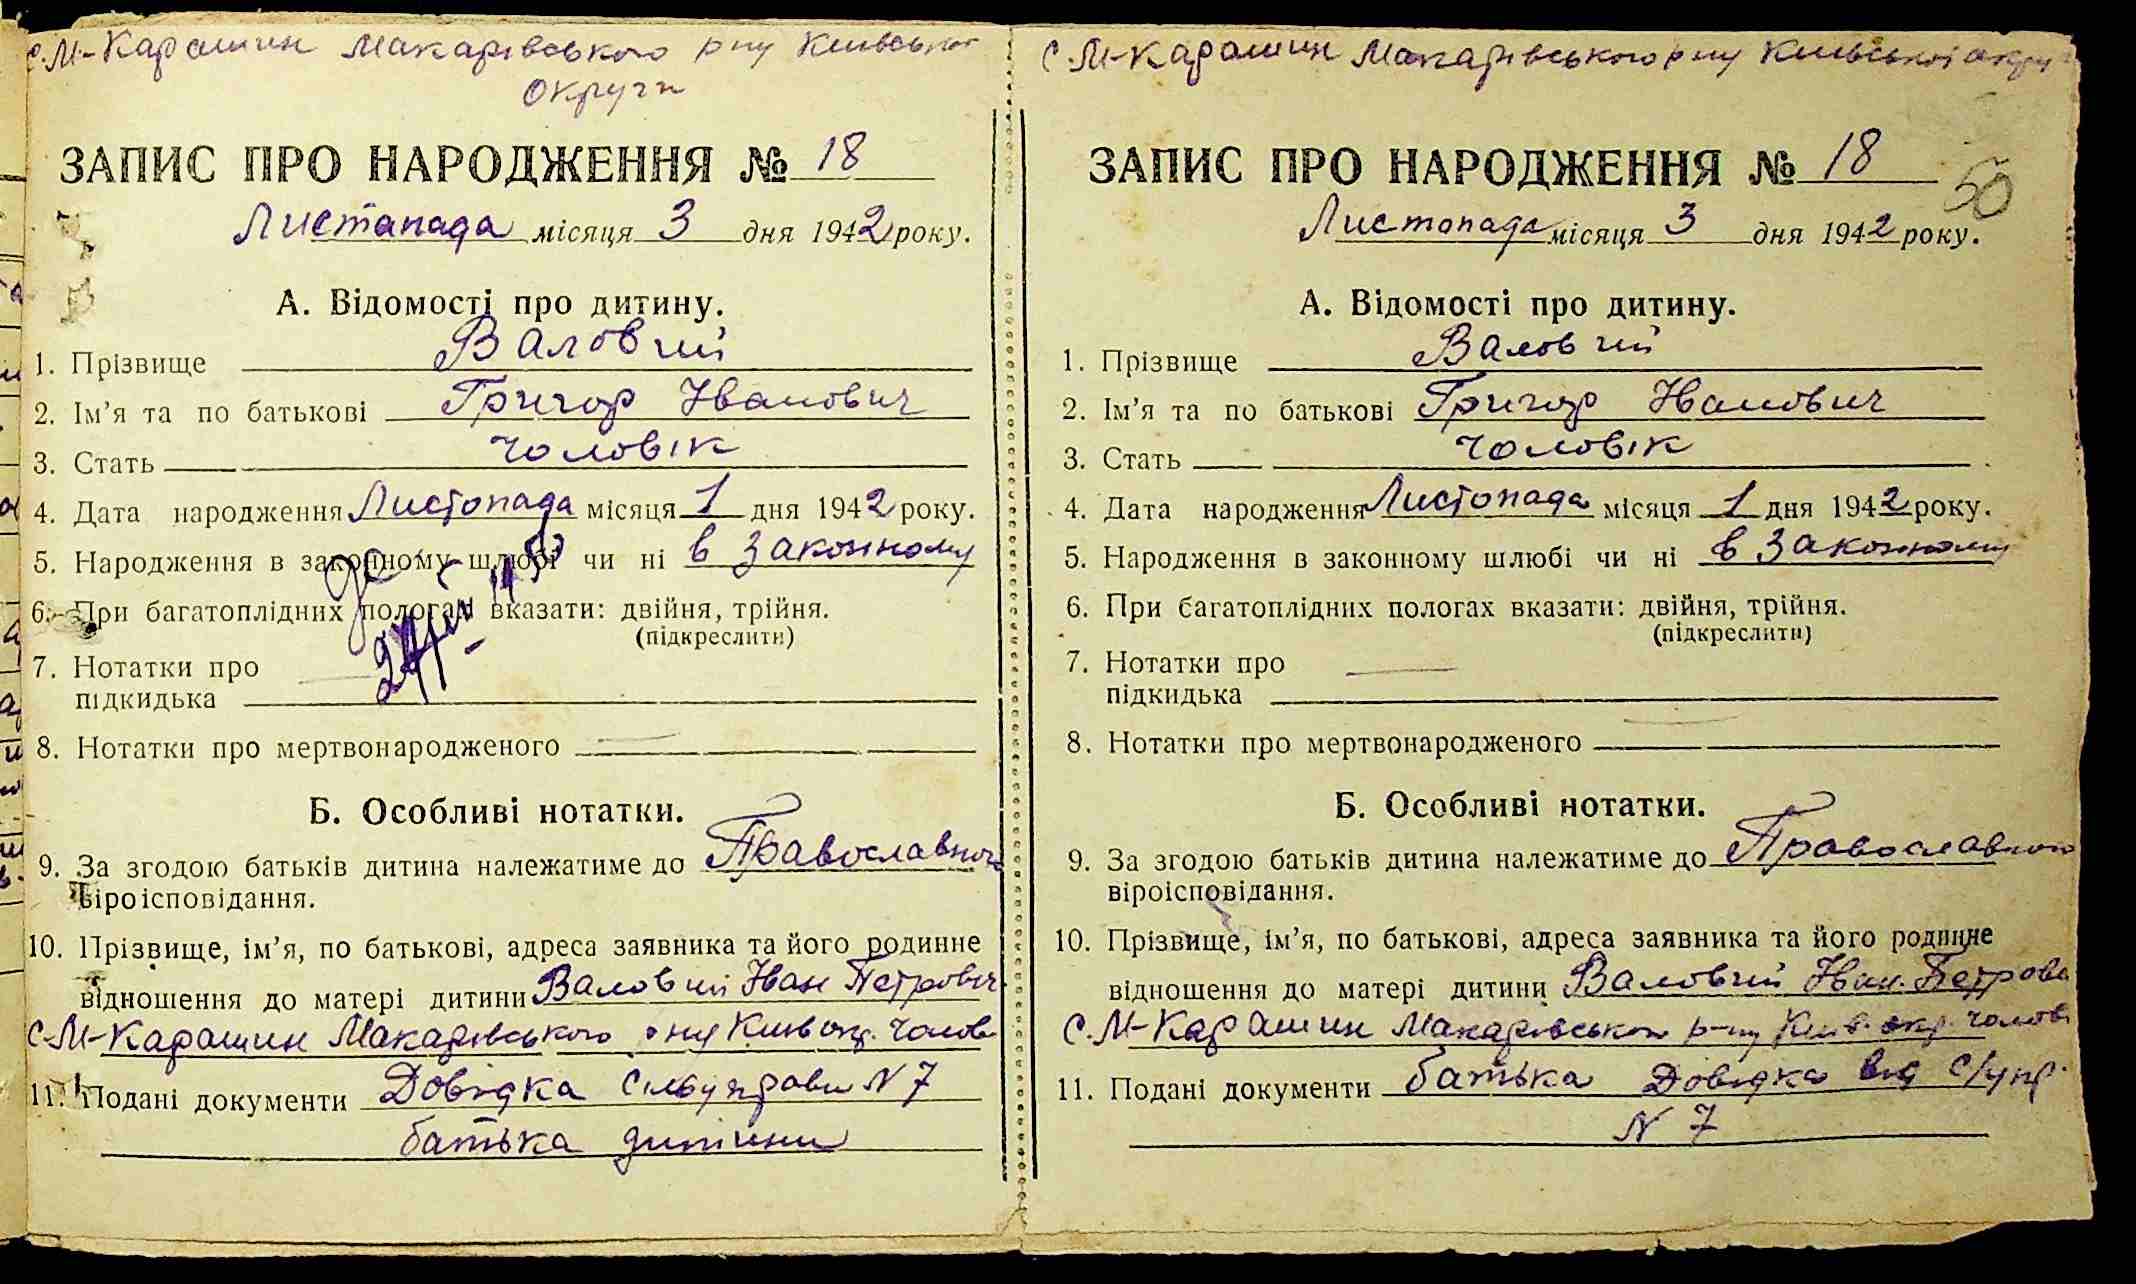 с. М-Карашин Макарівського р-ну Київської
Округи
ЗАПИС ПРО НАРОДЖЕННЯ № 18
Листапада місяця 3 дня 1942 року.
А. Відомості про дитину.
1. Прізвище Валовий
2. Ім'я та по батькові Григор Иванович
3. Стать чоловік
4. Дата народження Листопада місяця 1 дня 1942 року.
5. Народження в законному шлюбі чи ні в законному
6. При багатоплідних пологах вказати: двійня, трійня.
(підкреслити)
7. Нотатки про
підкидька
8. Нотатки про мертвонародженого
Б. Особливі нотатки.
9. За згодою батьків дитина належатиме до Православного
віроісповідання.
10. Прізвище, ім'я, по батькові, адреса заявника та його родинне
відношення до матері дитини Валовий Іван Петрович
с. М-Карашин Макарівського р-ну Київ окр. Чолов
11. Подані документи Довідка сільуправи N 7
батька дитини
с. М-Карашин Макарівського р-ну Київської округи
ЗАПИС ПРО НАРОДЖЕННЯ № 18
50
Листопада місяця 3 дня 1942 року.
А. Відомості про дитину.
1. Прізвище Валовий
2. Ім'я та по батькові Григор Иванович
3. Стать чоловік
4. Дата народження Листопада місяця 1 дня 1942 року.
5. Народження в законному шлюбі чи ні в законному
6. При багатоплідних пологах вказати: двійня, трійня.
(підкреслити)
7. Нотатки про
підкидька
8. Нотатки про мертвонародженого
Б. Особливі нотатки.
9. За згодою батьків дитина належатиме до Православного
віроісповідання.
10. Прізвище, ім'я, по батькові, адреса заявника та його родинне
відношення до матері дитини Валовий Іван Петрови
с. М-Карашин Макарівського р-ну Київ. окр. чолові
11. Подані документи батька Довідка від с/упр.
N 7